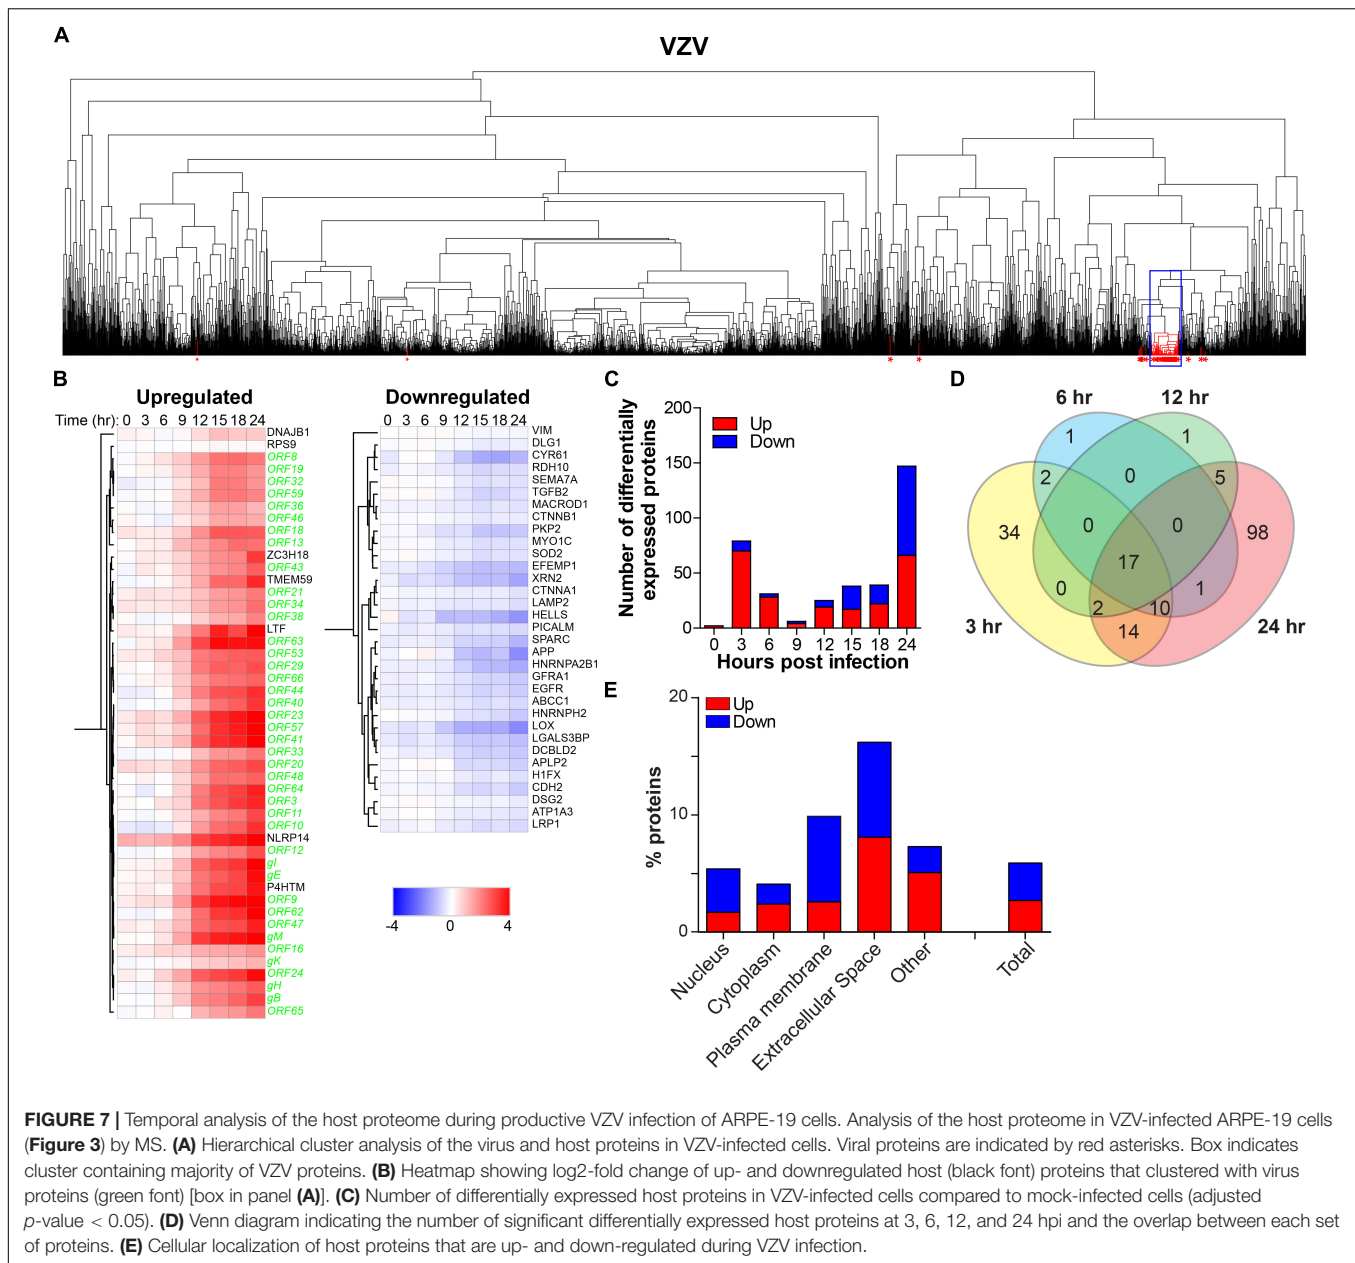 A
VZV
B
Upregulated
Time (hr): 0 3 6 9 12 15 18 24
DNAJB1
RPS9
ORF8
ORF19
ORF32
ORF59
ORF36
ORF46
ORF18
ORF13
ZC3H18
ORF43
TMEM59
ORF21
ORF34
ORF38
LTF
ORF63
ORF53
ORF29
ORF66
ORF44
ORF40
ORF23
ORF57
ORF41
ORF33
ORF20
ORF48
ORF64
ORF3
ORF11
ORF10
NLRP14
ORF12
gI
gE
P4HTM
ORF9
ORF62
ORF47
gM
ORF16
gK
ORF24
gH
gB
ORF65
Downregulated
0 3 6 9 12 15 18 24
VIM
DLG1
CYR61
RDH10
SEMA7A
TGFB2
MACROD1
CTNNB1
PKP2
MYO1C
SOD2
EFEMP1
XRN2
CTNNA1
LAMP2
HELLS
PICALM
SPARC
APP
HNRNPA2B1
GFRA1
EGFR
ABCC1
HNRNPH2
LOX
LGALS3BP
DCBLD2
APLP2
H1FX
CDH2
DSG2
ATP1A3
LRP1
-4 0 4
C
Number of differentially
expressed proteins
200
150
100
50
0
Up
Down
0 3 6 9 12 15 18 24
Hours post infection
D
6 hr 12 hr
1 1
2 0 5
34 0 0 98
17
0 2 10 1
14
3 hr 24 hr
E
% proteins
20
10
0
Up
Down
Nucleus
Cytoplasm
Plasma membrane
Extracellular Space
Other
Total
FIGURE 7 | Temporal analysis of the host proteome during productive VZV infection of ARPE-19 cells. Analysis of the host proteome in VZV-infected ARPE-19 cells
(Figure 3) by MS. (A) Hierarchical cluster analysis of the virus and host proteins in VZV-infected cells. Viral proteins are indicated by red asterisks. Box indicates
cluster containing majority of VZV proteins. (B) Heatmap showing log2-fold change of up- and downregulated host (black font) proteins that clustered with virus
proteins (green font) [box in panel (A)]. (C) Number of differentially expressed host proteins in VZV-infected cells compared to mock-infected cells (adjusted
p-value < 0.05). (D) Venn diagram indicating the number of significant differentially expressed host proteins at 3, 6, 12, and 24 hpi and the overlap between each set
of proteins. (E) Cellular localization of host proteins that are up- and down-regulated during VZV infection.